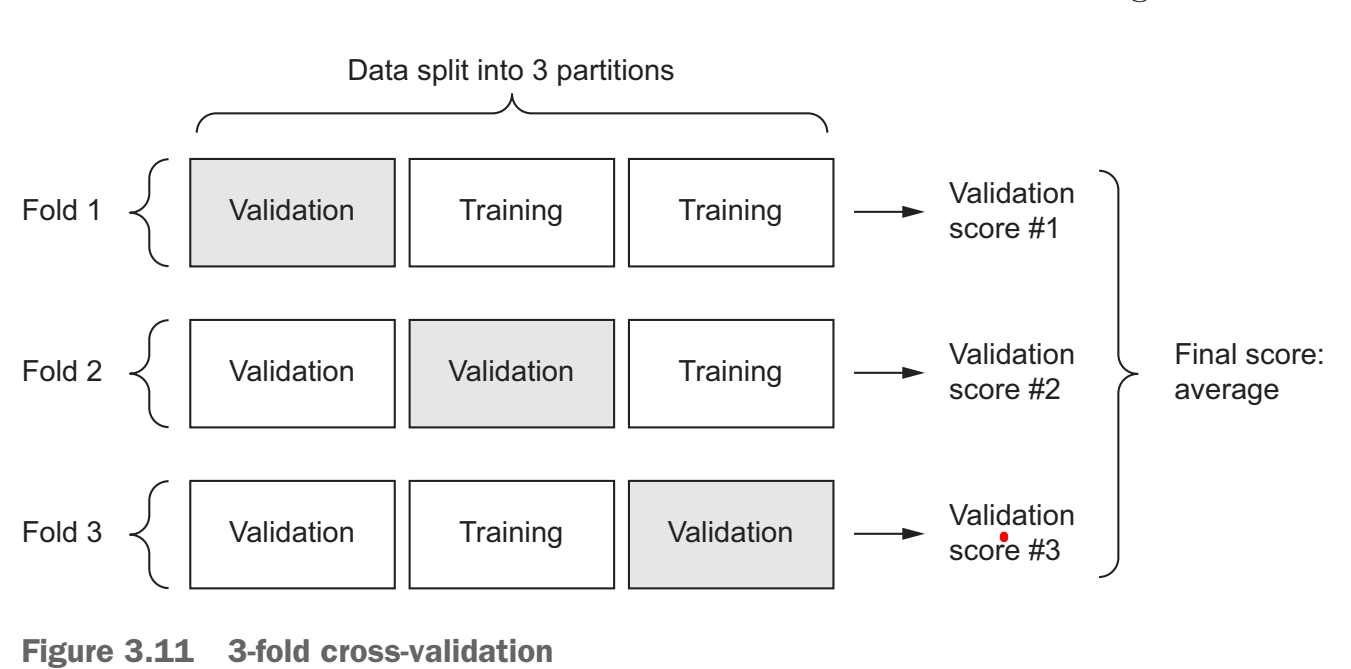 Data split into 3 partitions
Fold 1
Validation
Training
Training
Validation
score #1
Fold 2
Validation
Validation
Training
Validation
score #2
Final score:
average
Fold 3
Validation
Training
Validation
Validation
score #3
Figure 3.11 3-fold cross-validation